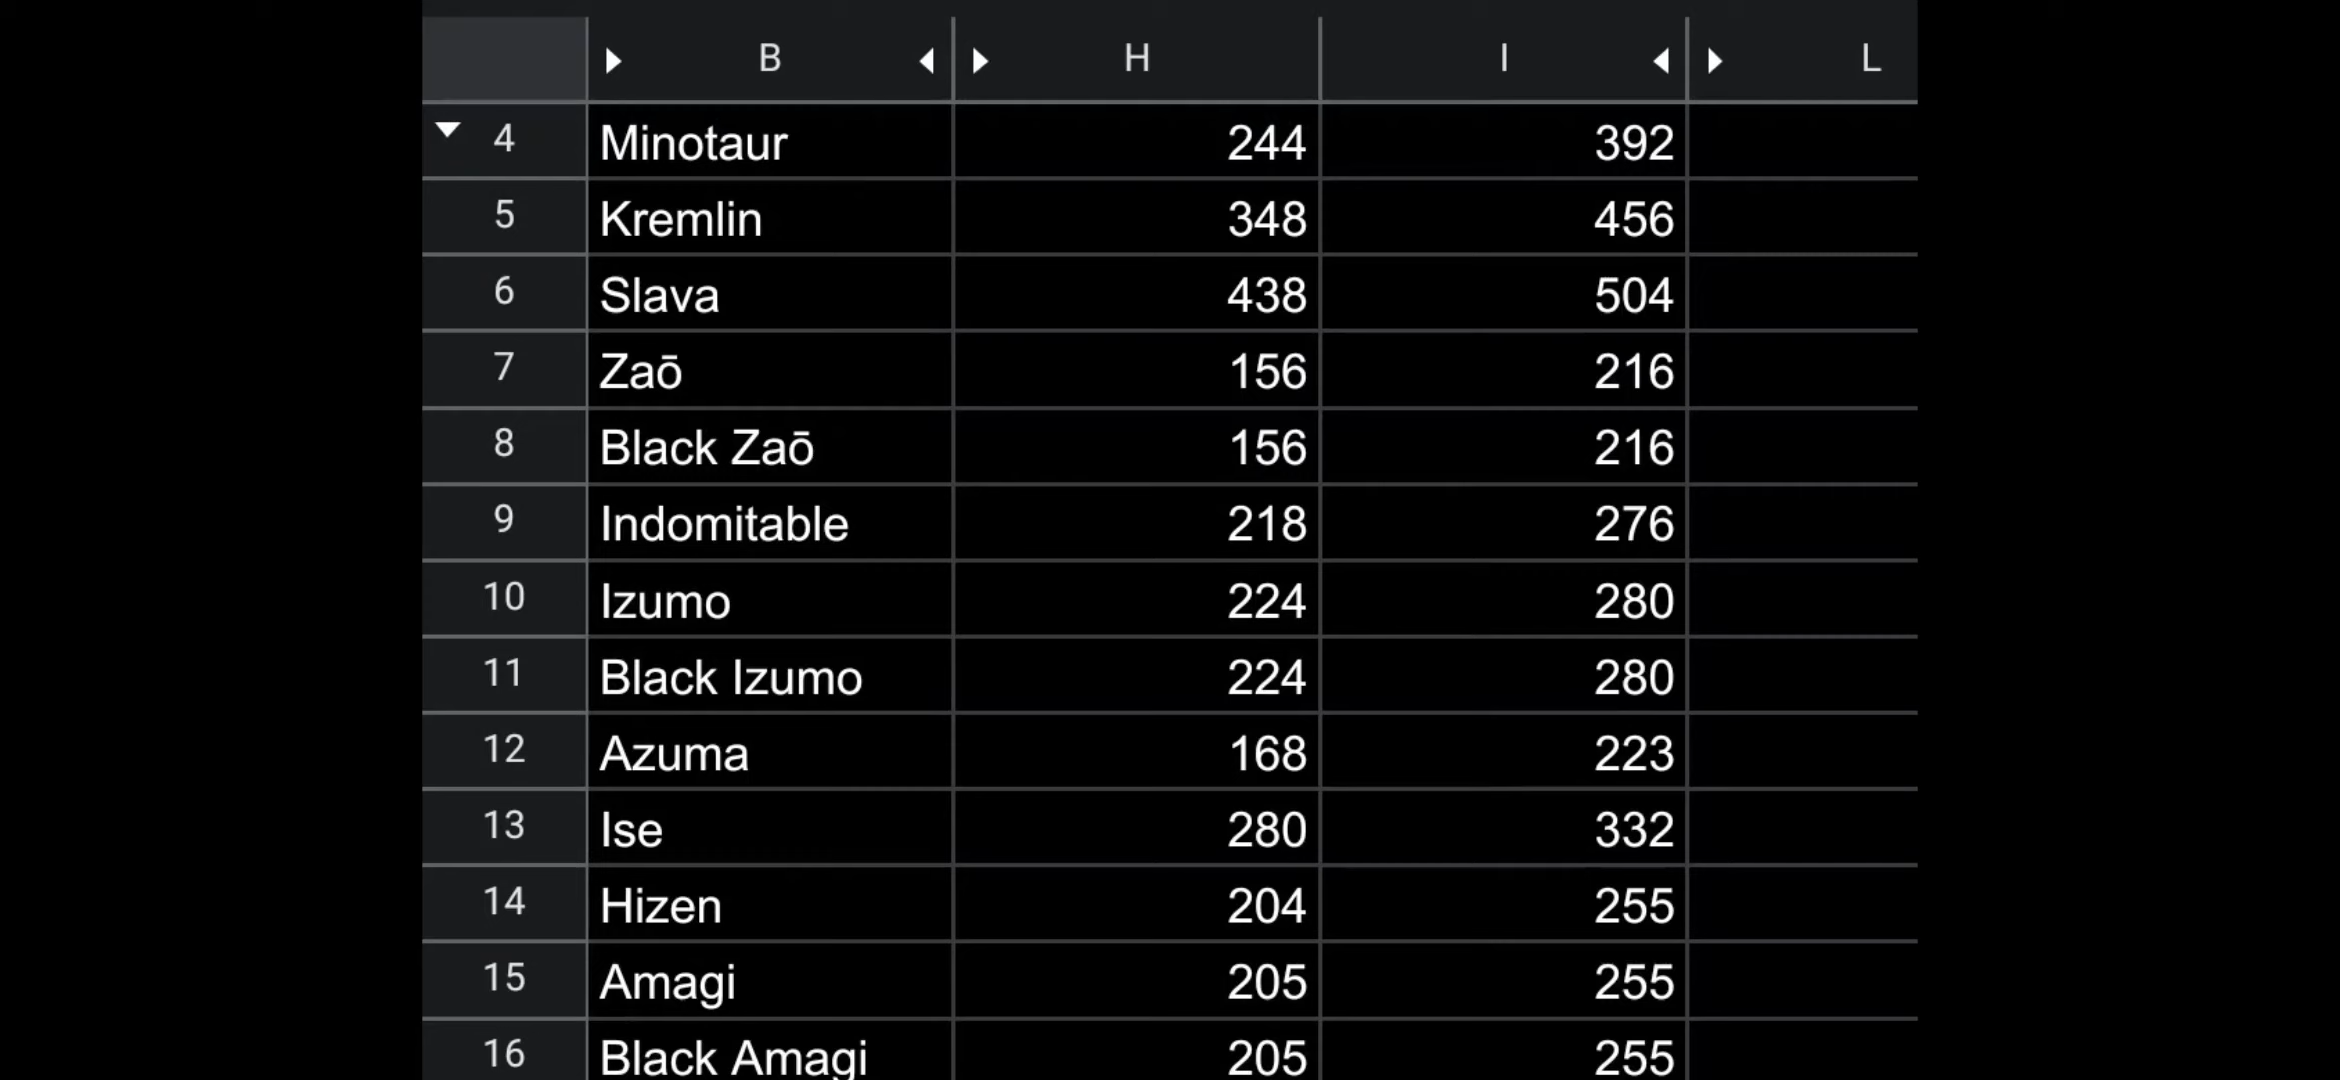 B H I L
4 Minotaur 244 392
5 Kremlin 348 456
6 Slava 438 504
7 Zaō 156 216
8 Black Zaō 156 216
9 Indomitable 218 276
10 Izumo 224 280
11 Black Izumo 224 280
12 Azuma 168 223
13 Ise 280 332
14 Hizen 204 255
15 Amagi 205 255
16 Black Amagi 205 255